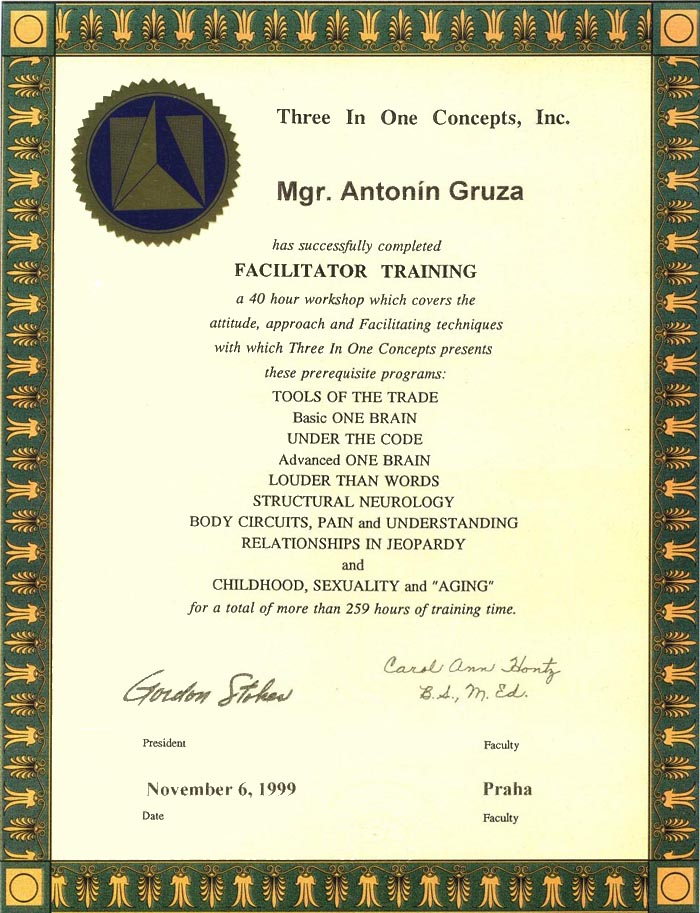 Three In One Concepts, Inc.
Mgr. Antonín Gruza
has successfully completed
FACILITATOR TRAINING
a 40 hour workshop which covers the
attitude, approach and Facilitating techniques
with which Three In One Concepts presents
these prerequisite programs:
TOOLS OF THE TRADE
Basic ONE BRAIN
UNDER THE CODE
Advanced ONE BRAIN
LOUDER THAN WORDS
STRUCTURAL NEUROLOGY
BODY CIRCUITS, PAIN and UNDERSTANDING
RELATIONSHIPS IN JEOPARDY
and
CHILDHOOD, SEXUALITY and "AGING"
for a total of more than 259 hours of training time.
Gordon Stokes
Carol Ann Hontz
B.S., M. Ed.
President
Faculty
November 6, 1999
Praha
Date
Faculty